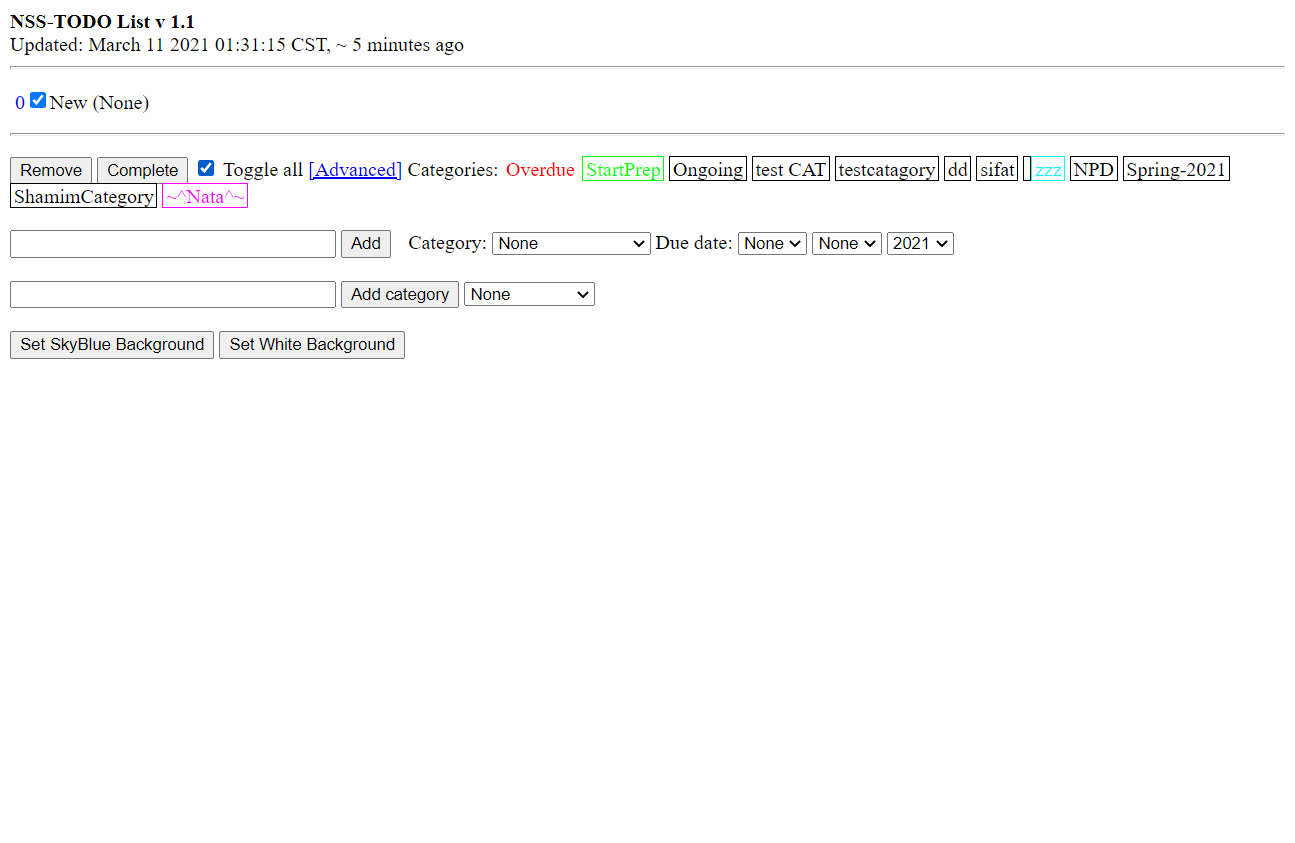 NSS-TODO List v 1.1
Updated: March 11 2021 01:31:15 CST, ~ 5 minutes ago
0 New (None)
Remove Complete Toggle all [Advanced] Categories: Overdue StartPrep Ongoing test CAT testcatagory dd sifat zzz NPD Spring-2021
ShamimCategory ~^Nata^~
Add Category: None Due date: None None 2021
Add category None
Set SkyBlue Background Set White Background